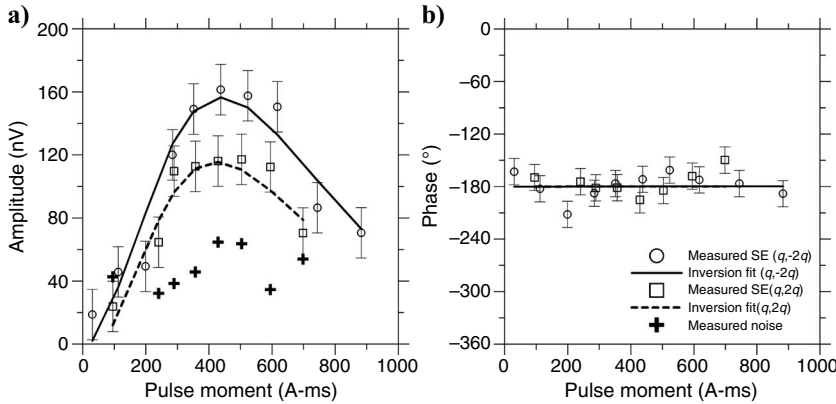 a)
200
160
120
80
40
0
Amplitude (nV)
0 200 400 600 800 1000
Pulse moment (A-ms)
b)
0
−60
−120
−180
−240
−300
−360
Phase (°)
Measured SE (q,-2q)
Inversion fit (q,-2q)
Measured SE(q,2q)
Inversion fit(q,2q)
Measured noise
0 200 400 600 800 1000
Pulse moment (A-ms)